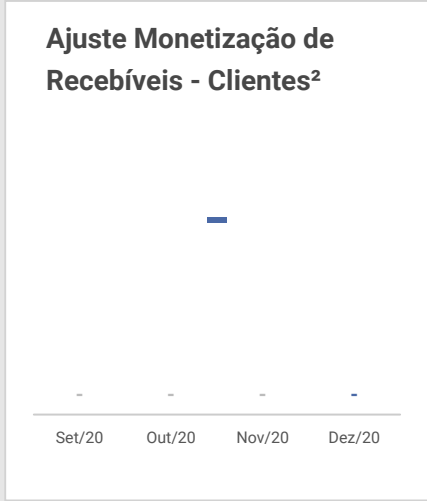 Ajuste Monetização de
Recebíveis - Clientes²
- - - -
Set/20 Out/20 Nov/20 Dez/20